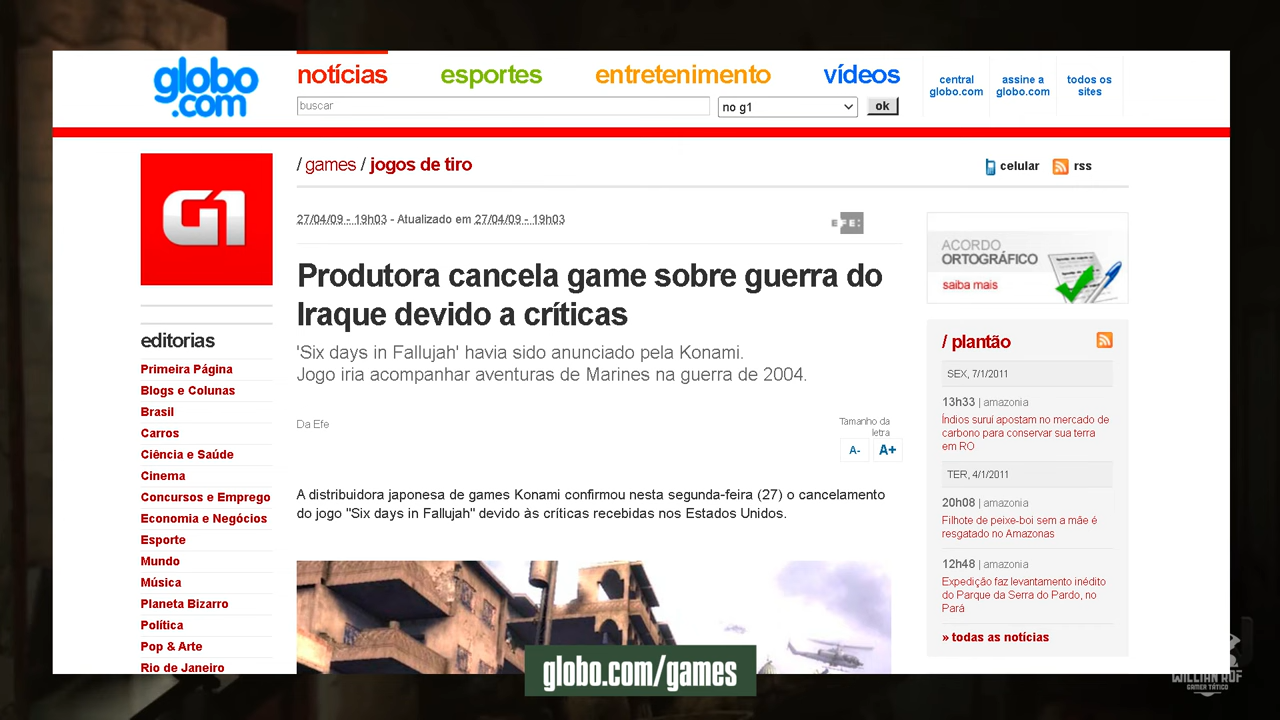 globo
.com
notícias
esportes
entretenimento
vídeos
buscar
no g1
ok
central
globo.com
assine a
globo.com
todos os
sites
G1
/ games / jogos de tiro
celular
rss
27/04/09 - 19h03 - Atualizado em 27/04/09 - 19h03
EFE:
Produtora cancela game sobre guerra do
Iraque devido a críticas
'Six days in Fallujah' havia sido anunciado pela Konami.
Jogo iria acompanhar aventuras de Marines na guerra de 2004.
Da Efe
Tamanho da
letra
A-
A+
A distribuidora japonesa de games Konami confirmou nesta segunda-feira (27) o cancelamento
do jogo "Six days in Fallujah" devido às críticas recebidas nos Estados Unidos.
editorias
Primeira Página
Blogs e Colunas
Brasil
Carros
Ciência e Saúde
Cinema
Concursos e Emprego
Economia e Negócios
Esporte
Mundo
Música
Planeta Bizarro
Política
Pop & Arte
Rio de Janeiro
ACORDO
ORTOGRÁFICO
saiba mais
/ plantão
SEX, 7/1/2011
13h33 | amazonia
Índios suruí apostam no mercado de
carbono para conservar sua terra
em RO
TER, 4/1/2011
20h08 | amazonia
Filhote de peixe-boi sem a mãe é
resgatado no Amazonas
12h48 | amazonia
Expedição faz levantamento inédito
do Parque da Serra do Pardo, no
Pará
» todas as notícias
globo.com/games
WILLIAN RUF
GAMER TÁTICO